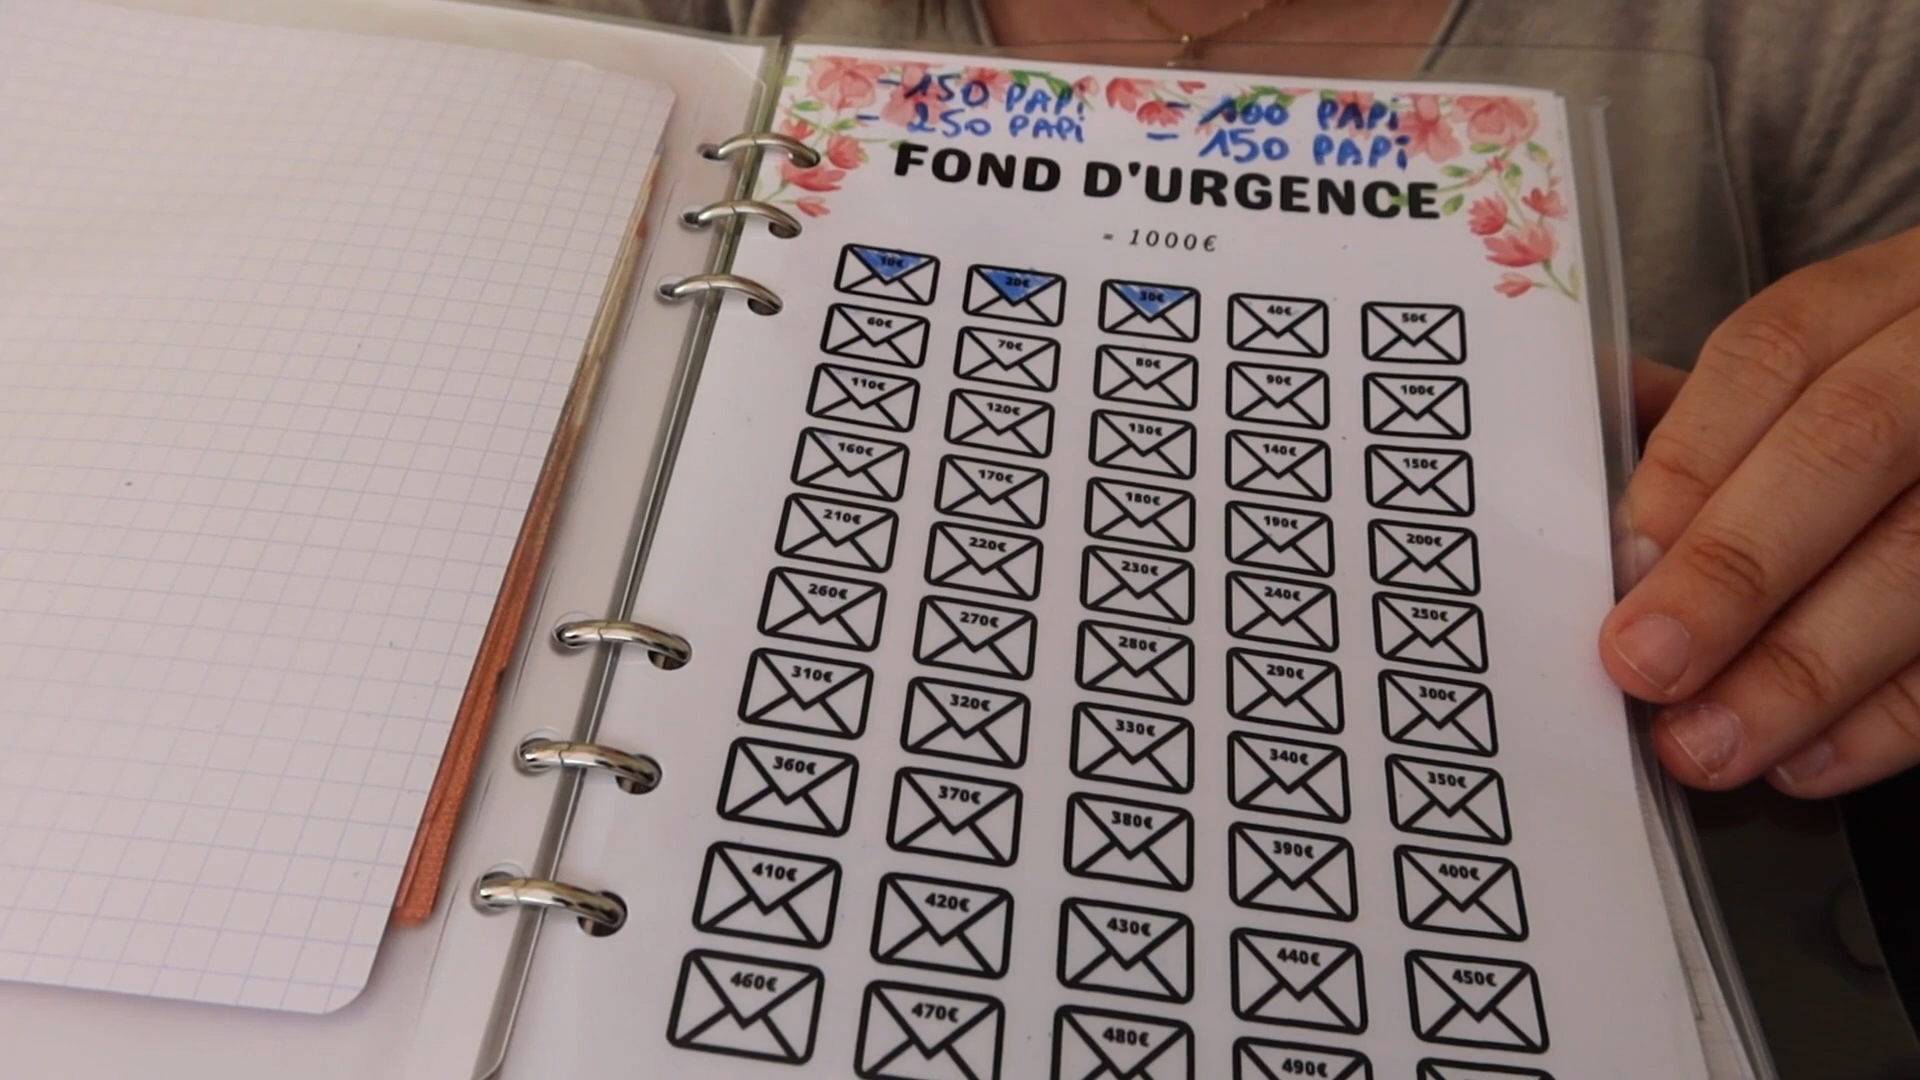 -150 PAPi - 100 PAPi
- 250 PAPi - 150 PAPi
FOND D'URGENCE
= 1000€
10€ 20€ 30€ 40€ 50€
60€ 70€ 80€ 90€ 100€
110€ 120€ 130€ 140€ 150€
160€ 170€ 180€ 190€ 200€
210€ 220€ 230€ 240€ 250€
260€ 270€ 280€ 290€ 300€
310€ 320€ 330€ 340€ 350€
360€ 370€ 380€ 390€ 400€
410€ 420€ 430€ 440€ 450€
460€ 470€ 480€ 490€